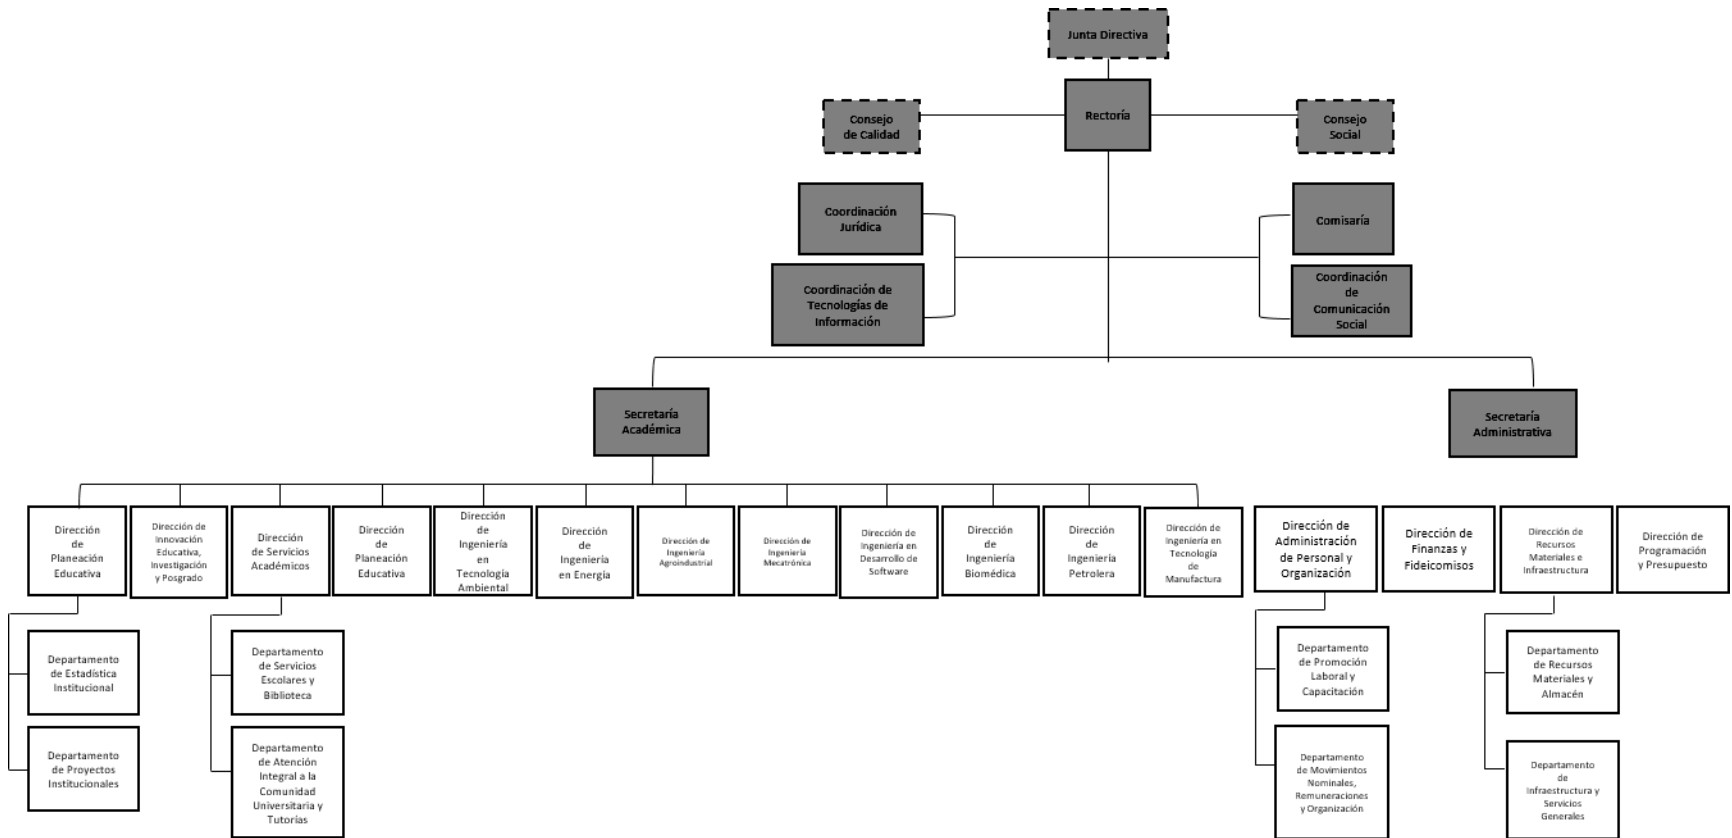 Junta Directiva
Rectoría
Consejo
de Calidad
Consejo
Social
Coordinación
Jurídica
Comisaría
Coordinación de
Tecnologías de
Información
Coordinación
de
Comunicación
Social
Secretaría
Académica
Secretaría
Administrativa
Dirección
de
Planeación
Educativa
Dirección de
Innovación
Educativa,
Investigación
y Posgrado
Dirección
de Servicios
Académicos
Dirección
de
Planeación
Educativa
Dirección
de
Ingeniería
en
Tecnología
Ambiental
Dirección
de
Ingeniería
en Energía
Dirección de
Ingeniería
Agroindustrial
Dirección de
Ingeniería
Mecatrónica
Dirección de
Ingeniería en
Desarrollo de
Software
Dirección
de
Ingeniería
Biomédica
Dirección
de
Ingeniería
Petrolera
Dirección de
Ingeniería en
Tecnología
de
Manufactura
Dirección de
Administración
de Personal y
Organización
Dirección de
Finanzas y
Fideicomisos
Dirección de
Recursos
Materiales e
Infraestructura
Dirección de
Programación
y Presupuesto
Departamento
de Estadística
Institucional
Departamento
de Servicios
Escolares y
Biblioteca
Departamento
de Promoción
Laboral y
Capacitación
Departamento
de Recursos
Materiales y
Almacén
Departamento
de Proyectos
Institucionales
Departamento
de Atención
Integral a la
Comunidad
Universitaria y
Tutorías
Departamento
de Movimientos
Nominales,
Remuneraciones
y Organización
Departamento
de
Infraestructura y
Servicios
Generales